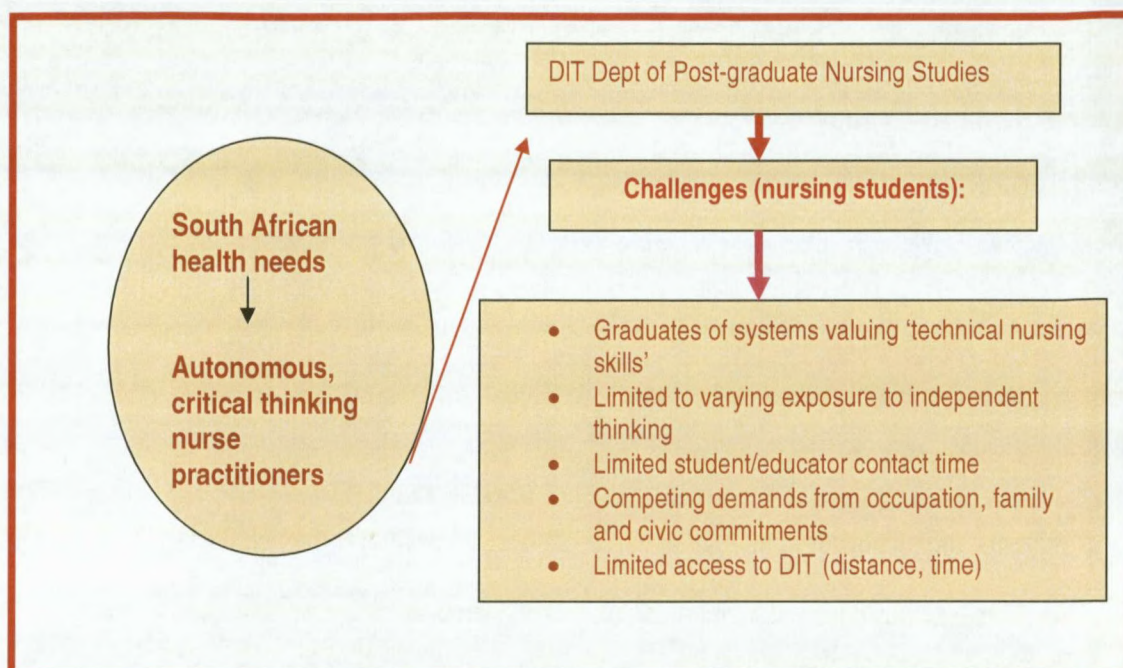 South African
health needs
Autonomous,
critical thinking
nurse
practitioners
DIT Dept of Post-graduate Nursing Studies
Challenges (nursing students):
• Graduates of systems valuing ‘technical nursing
skills’
• Limited to varying exposure to independent
thinking
• Limited student/educator contact time
• Competing demands from occupation, family
and civic commitments
• Limited access to DIT (distance, time)